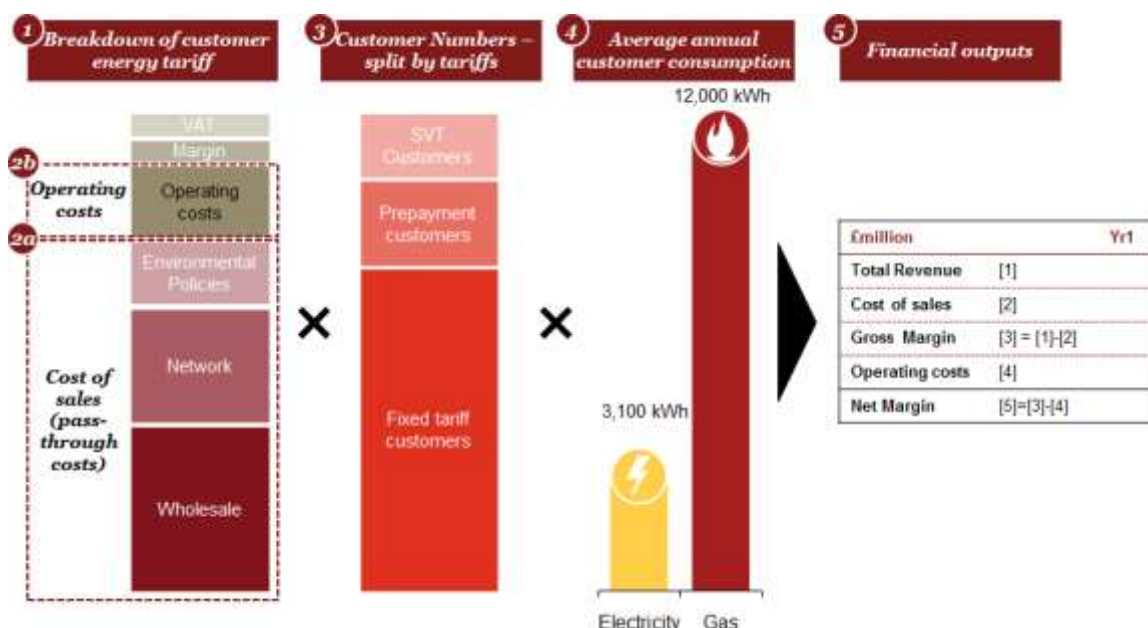 1
Breakdown of customer
energy tariff
3
Customer Numbers –
split by tariffs
4
Average annual
customer consumption
5
Financial outputs
VAT
Margin
2b
Operating
costs
Operating
costs
2a
Environmental
Policies
Network
Cost of
sales
(pass-
through
costs)
Wholesale
SVT
Customers
Prepayment
customers
Fixed tariff
customers
12,000 kWh
3,100 kWh
Electricity Gas
£million Yr1
Total Revenue [1]
Cost of sales [2]
Gross Margin [3] = [1]-[2]
Operating costs [4]
Net Margin [5]=[3]-[4]